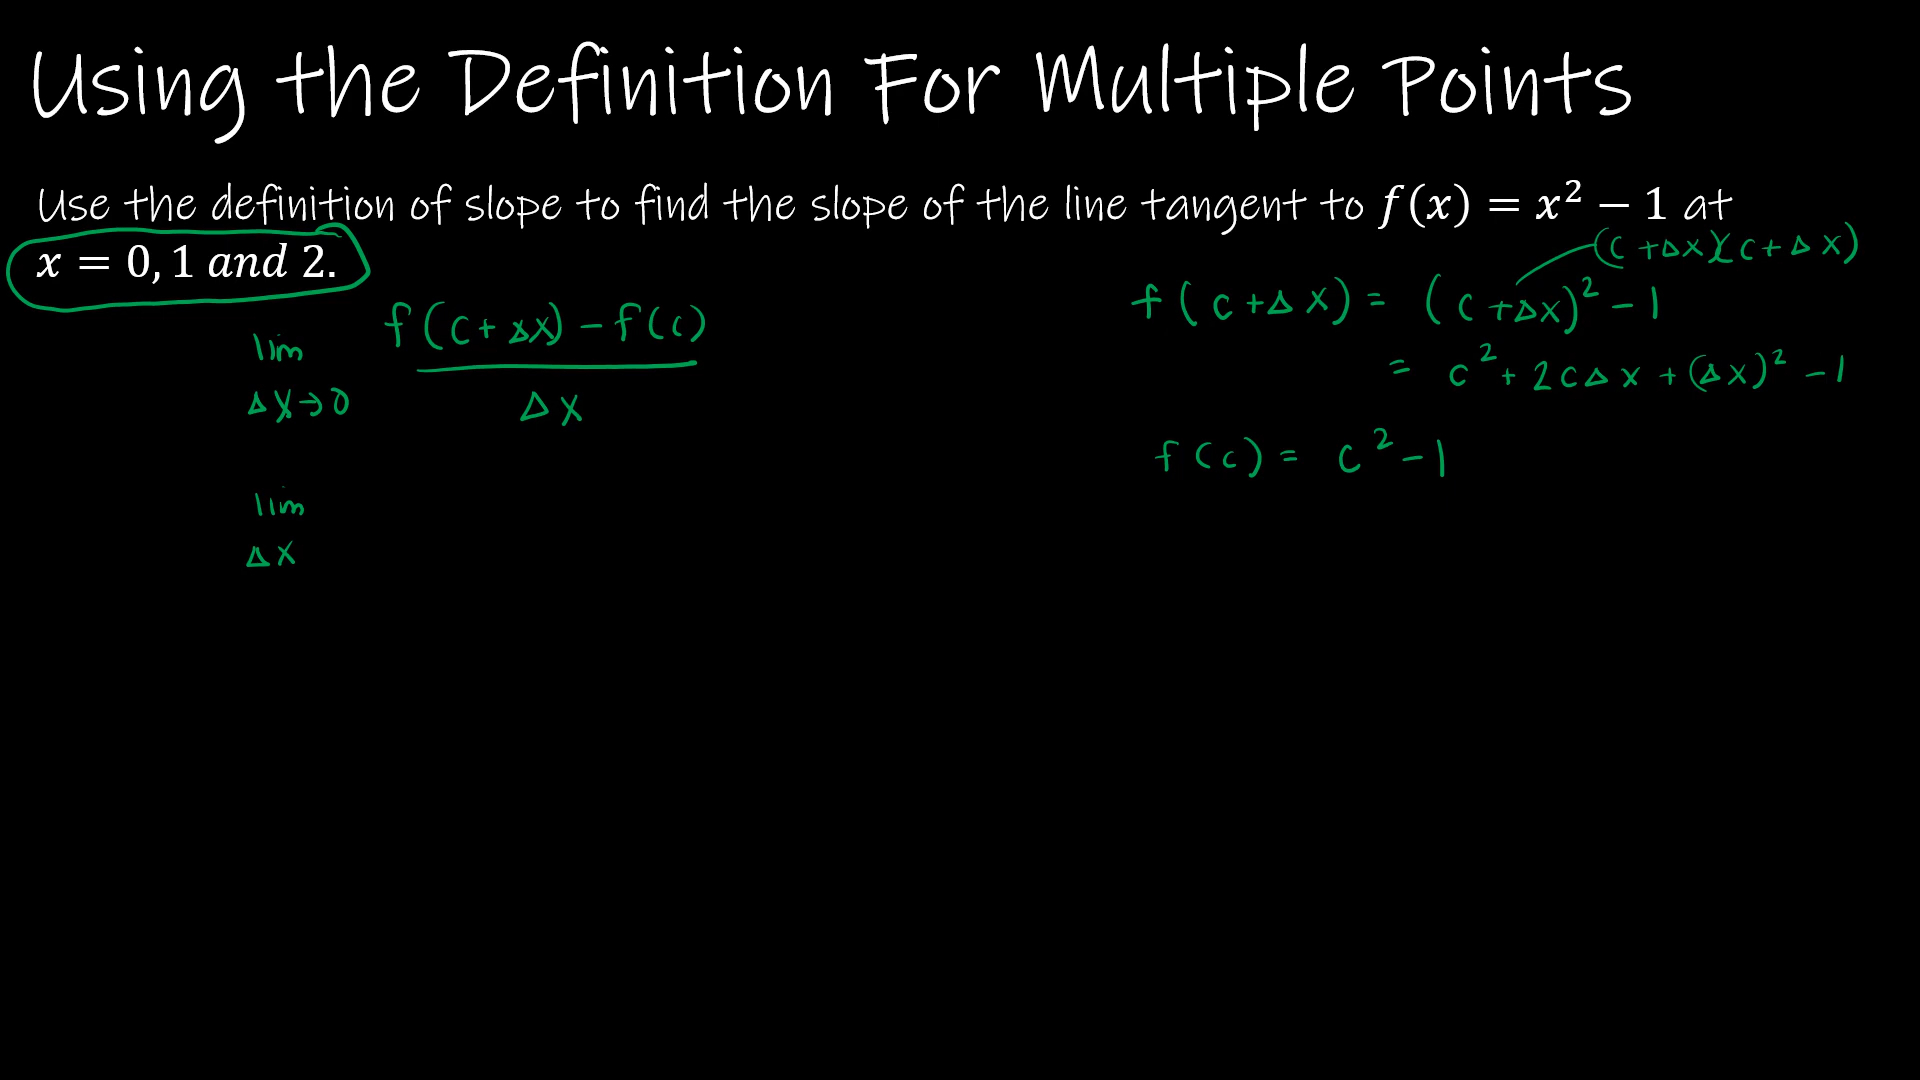 Using the Definition For Multiple Points
Use the definition of slope to find the slope of the line tangent to f(x) = x² − 1 at
x = 0, 1 and 2.
(c + Δx)(c + Δx)
f(c + Δx) = (c + Δx)² − 1
lim f(c + Δx) − f(c)
Δx→0 Δx
= c² + 2cΔx + (Δx)² − 1
f(c) = c² − 1
lim
Δx